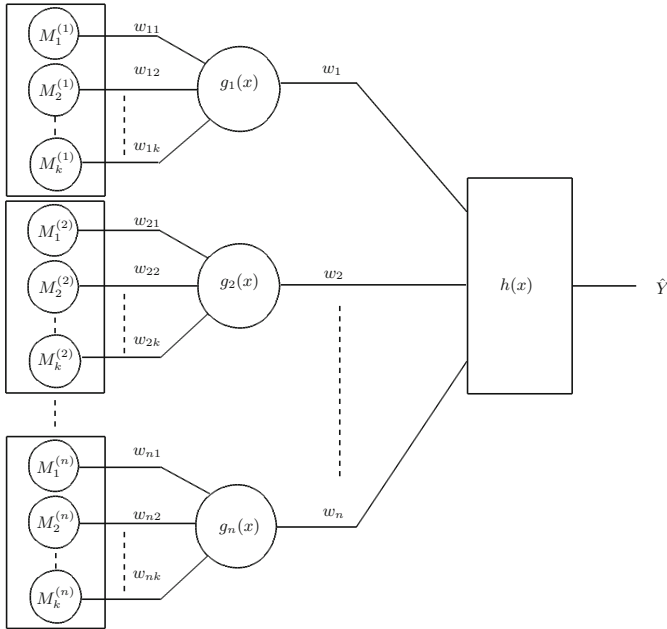 M_1^{(1)}
w_{11}
M_2^{(1)}
w_{12}
g_1(x)
w_1
M_k^{(1)}
w_{1k}
M_1^{(2)}
w_{21}
M_2^{(2)}
w_{22}
g_2(x)
w_2
h(x)
Ŷ
M_k^{(2)}
w_{2k}
M_1^{(n)}
w_{n1}
M_2^{(n)}
w_{n2}
g_n(x)
w_n
M_k^{(n)}
w_{nk}